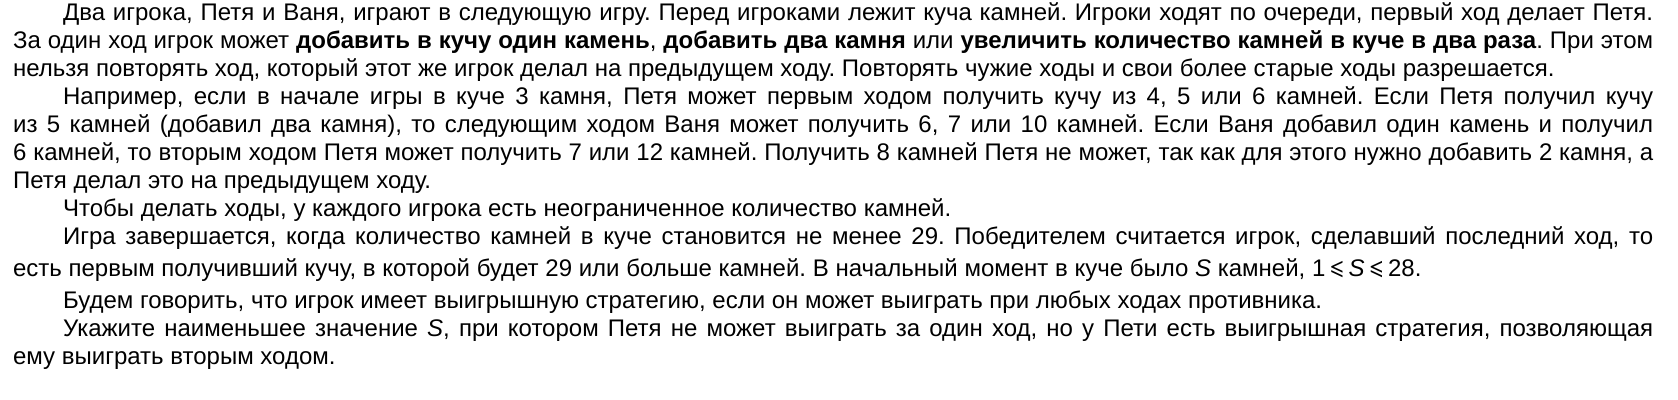 Два игрока, Петя и Ваня, играют в следующую игру. Перед игроками лежит куча камней. Игроки ходят по очереди, первый ход делает Петя.
За один ход игрок может добавить в кучу один камень, добавить два камня или увеличить количество камней в куче в два раза. При этом
нельзя повторять ход, который этот же игрок делал на предыдущем ходу. Повторять чужие ходы и свои более старые ходы разрешается.
Например, если в начале игры в куче 3 камня, Петя может первым ходом получить кучу из 4, 5 или 6 камней. Если Петя получил кучу
из 5 камней (добавил два камня), то следующим ходом Ваня может получить 6, 7 или 10 камней. Если Ваня добавил один камень и получил
6 камней, то вторым ходом Петя может получить 7 или 12 камней. Получить 8 камней Петя не может, так как для этого нужно добавить 2 камня, а
Петя делал это на предыдущем ходу.
Чтобы делать ходы, у каждого игрока есть неограниченное количество камней.
Игра завершается, когда количество камней в куче становится не менее 29. Победителем считается игрок, сделавший последний ход, то
есть первым получивший кучу, в которой будет 29 или больше камней. В начальный момент в куче было S камней, 1 ⩽ S ⩽ 28.
Будем говорить, что игрок имеет выигрышную стратегию, если он может выиграть при любых ходах противника.
Укажите наименьшее значение S, при котором Петя не может выиграть за один ход, но у Пети есть выигрышная стратегия, позволяющая
ему выиграть вторым ходом.